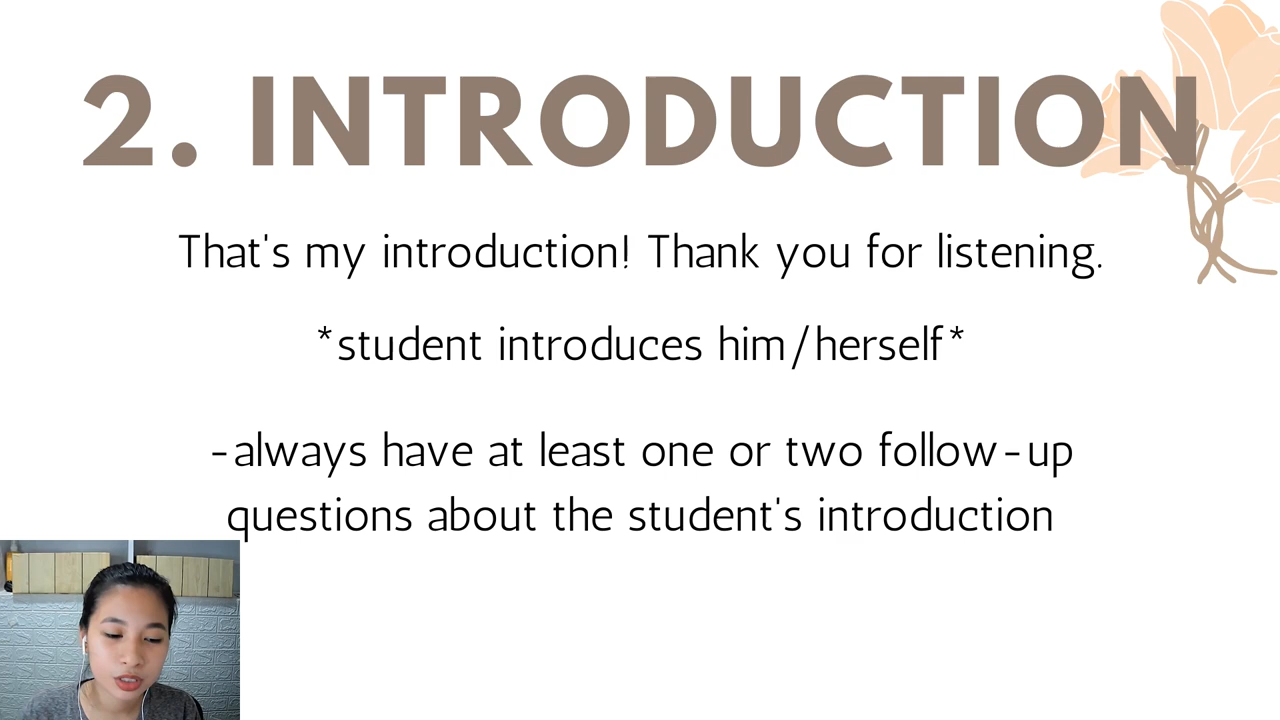 2. INTRODUCTION
That's my introduction! Thank you for listening.
*student introduces him/herself*
-always have at least one or two follow-up
questions about the student's introduction